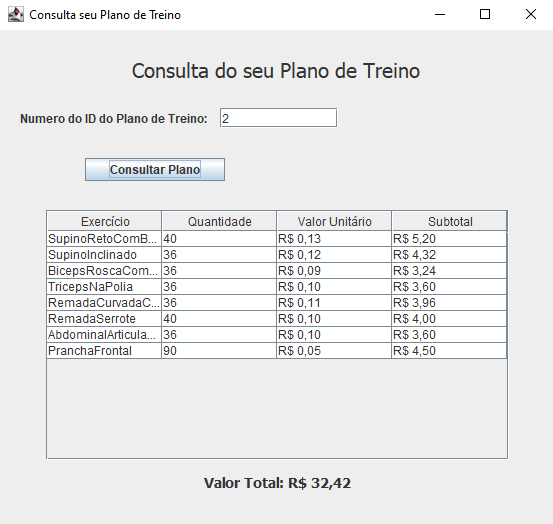 Consulta seu Plano de Treino
Consulta do seu Plano de Treino
Numero do ID do Plano de Treino: 2
Consultar Plano
Exercício Quantidade Valor Unitário Subtotal
SupinoRetoComB... 40 R$ 0,13 R$ 5,20
SupinoInclinado 36 R$ 0,12 R$ 4,32
BicepsRoscaCom... 36 R$ 0,09 R$ 3,24
TricepsNaPolia 36 R$ 0,10 R$ 3,60
RemadaCurvadaC... 36 R$ 0,11 R$ 3,96
RemadaSerrote 40 R$ 0,10 R$ 4,00
AbdominalArticula... 36 R$ 0,10 R$ 3,60
PranchaFrontal 90 R$ 0,05 R$ 4,50
Valor Total: R$ 32,42